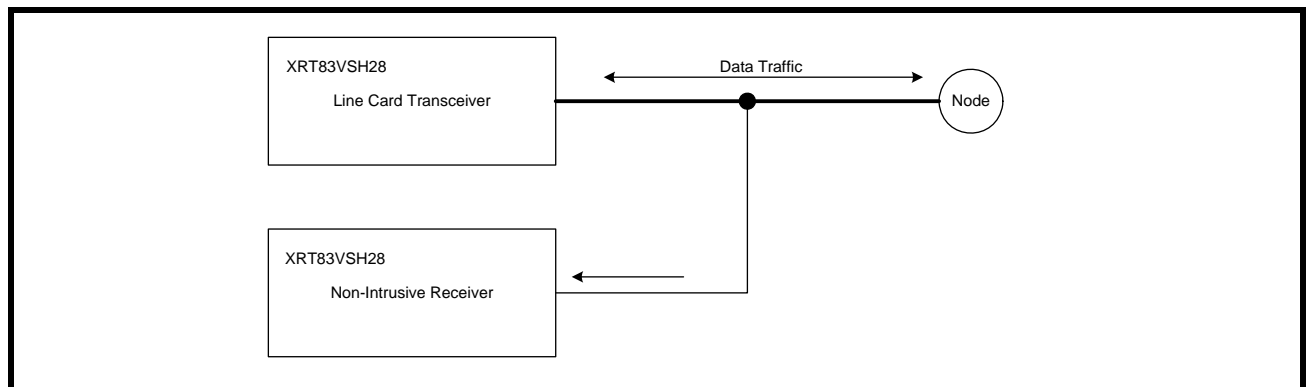 XRT83VSH28
Line Card Transceiver
Data Traffic
Node
XRT83VSH28
Non-Intrusive Receiver